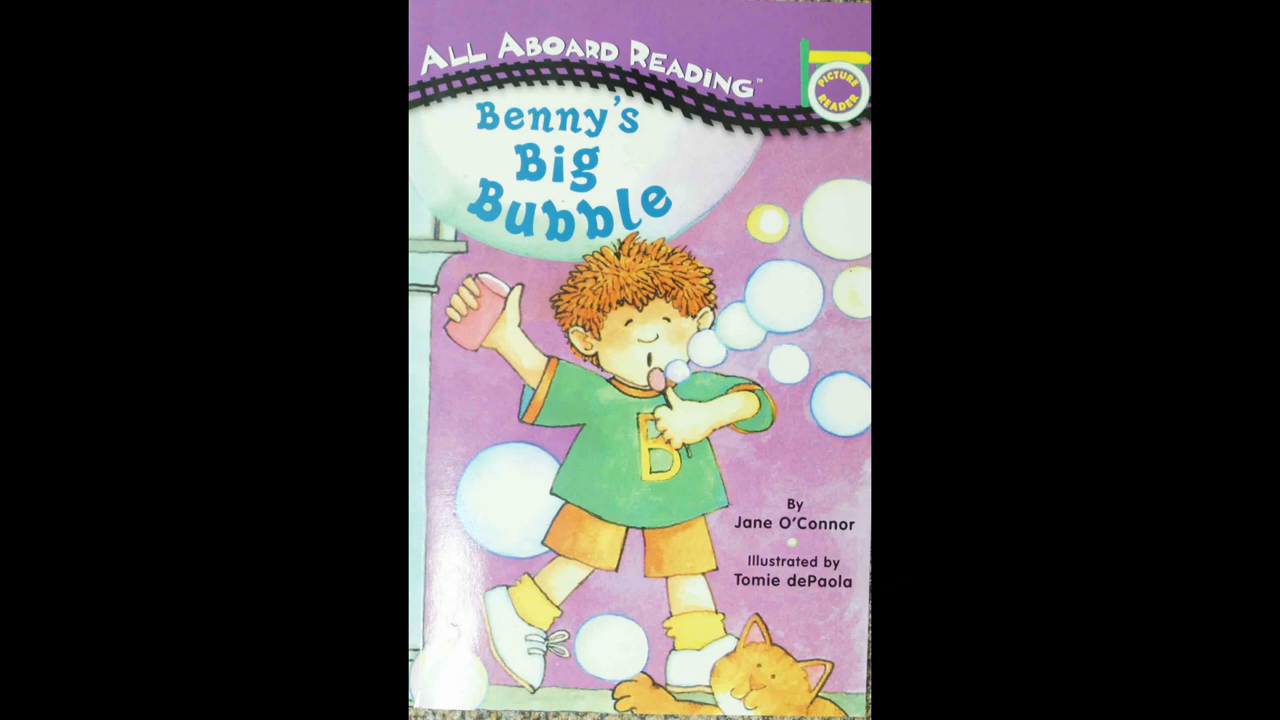 ALL ABOARD READING™
PICTURE
READER
Benny's
Big
Bubble
B
By
Jane O'Connor
Illustrated by
Tomie dePaola